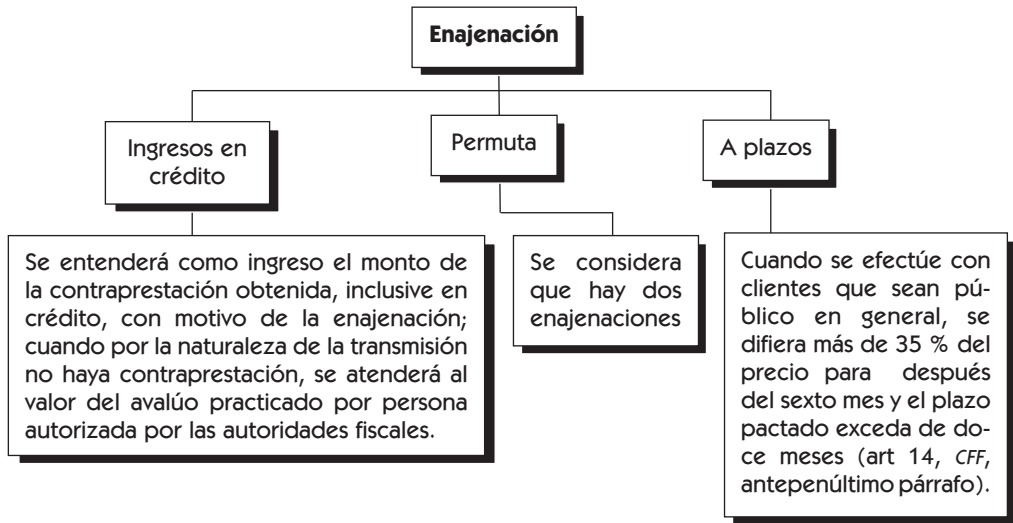 Enajenación
Ingresos en
crédito
Permuta
A plazos
Se entenderá como ingreso el monto de
la contraprestación obtenida, inclusive en
crédito, con motivo de la enajenación;
cuando por la naturaleza de la transmisión
no haya contraprestación, se atenderá al
valor del avalúo practicado por persona
autorizada por las autoridades fiscales.
Se considera
que hay dos
enajenaciones
Cuando se efectúe con
clientes que sean pú-
blico en general, se
difiera más de 35 % del
precio para después
del sexto mes y el plazo
pactado exceda de do-
ce meses (art 14, CFF,
antepenúltimo párrafo).